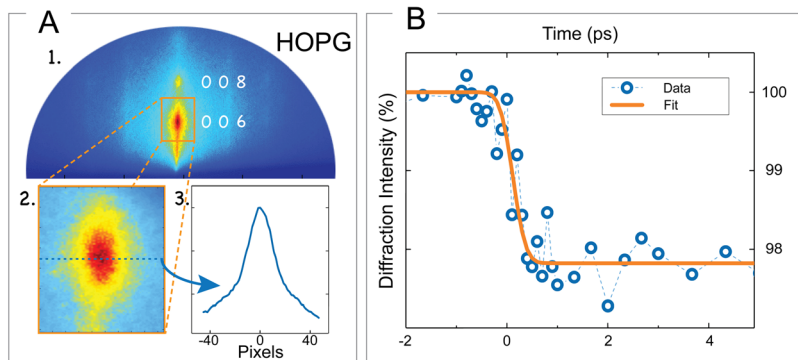 A
HOPG
1.
0 0 8
0 0 6
2.
3.
-40
0
40
Pixels
B
Time (ps)
Data
Fit
Diffraction Intensity (%)
100
99
98
-2
0
2
4